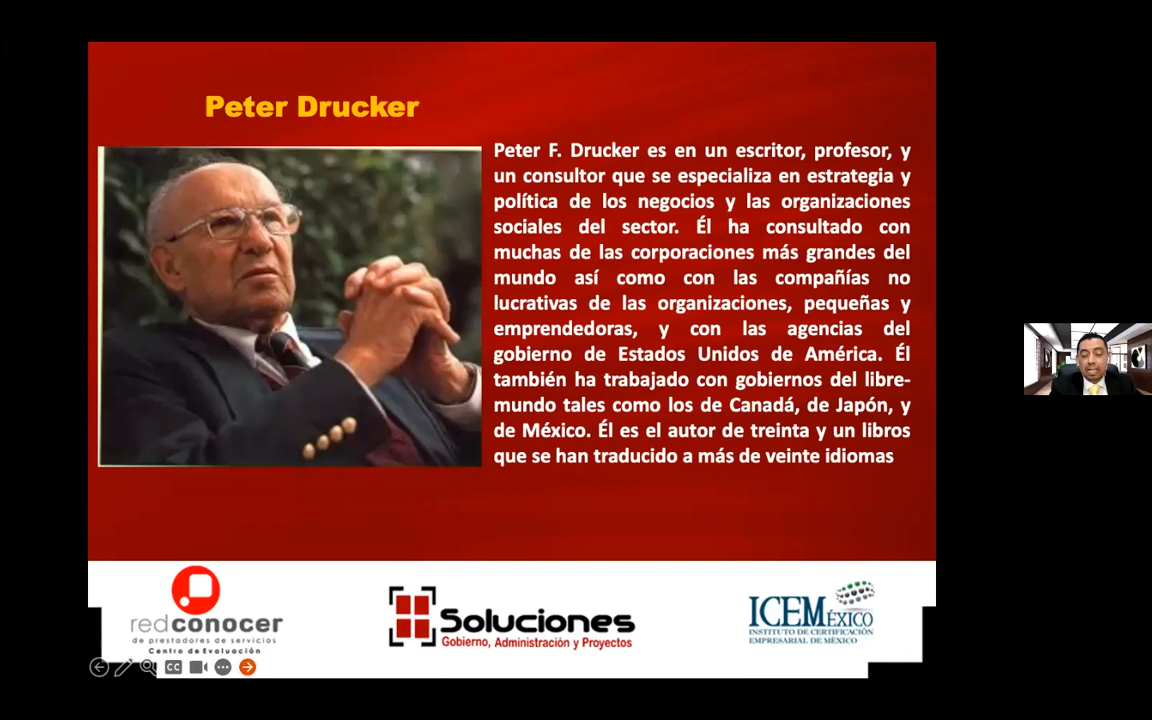 Peter Drucker
Peter F. Drucker es en un escritor, profesor, y
un consultor que se especializa en estrategia y
política de los negocios y las organizaciones
sociales del sector. Él ha consultado con
muchas de las corporaciones más grandes del
mundo así como con las compañías no
lucrativas de las organizaciones, pequeñas y
emprendedoras, y con las agencias del
gobierno de Estados Unidos de América. Él
también ha trabajado con gobiernos del libre-
mundo tales como los de Canadá, de Japón, y
de México. Él es el autor de treinta y un libros
que se han traducido a más de veinte idiomas
redconocer
de prestadores de servicios
Centro de Evaluación
Soluciones
Gobierno, Administración y Proyectos
ICEMÉXICO
INSTITUTO DE CERTIFICACIÓN
EMPRESARIAL DE MÉXICO
CC